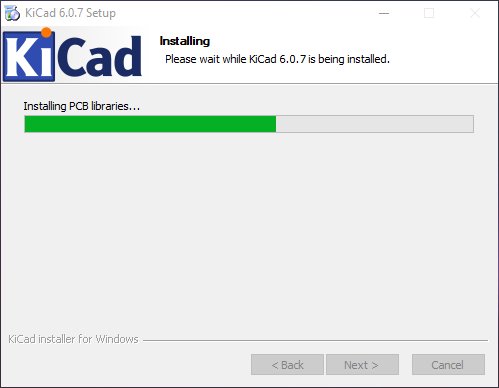 KiCad 6.0.7 Setup
KiCad
Installing
Please wait while KiCad 6.0.7 is being installed.
Installing PCB libraries...
KiCad installer for Windows
< Back
Next >
Cancel